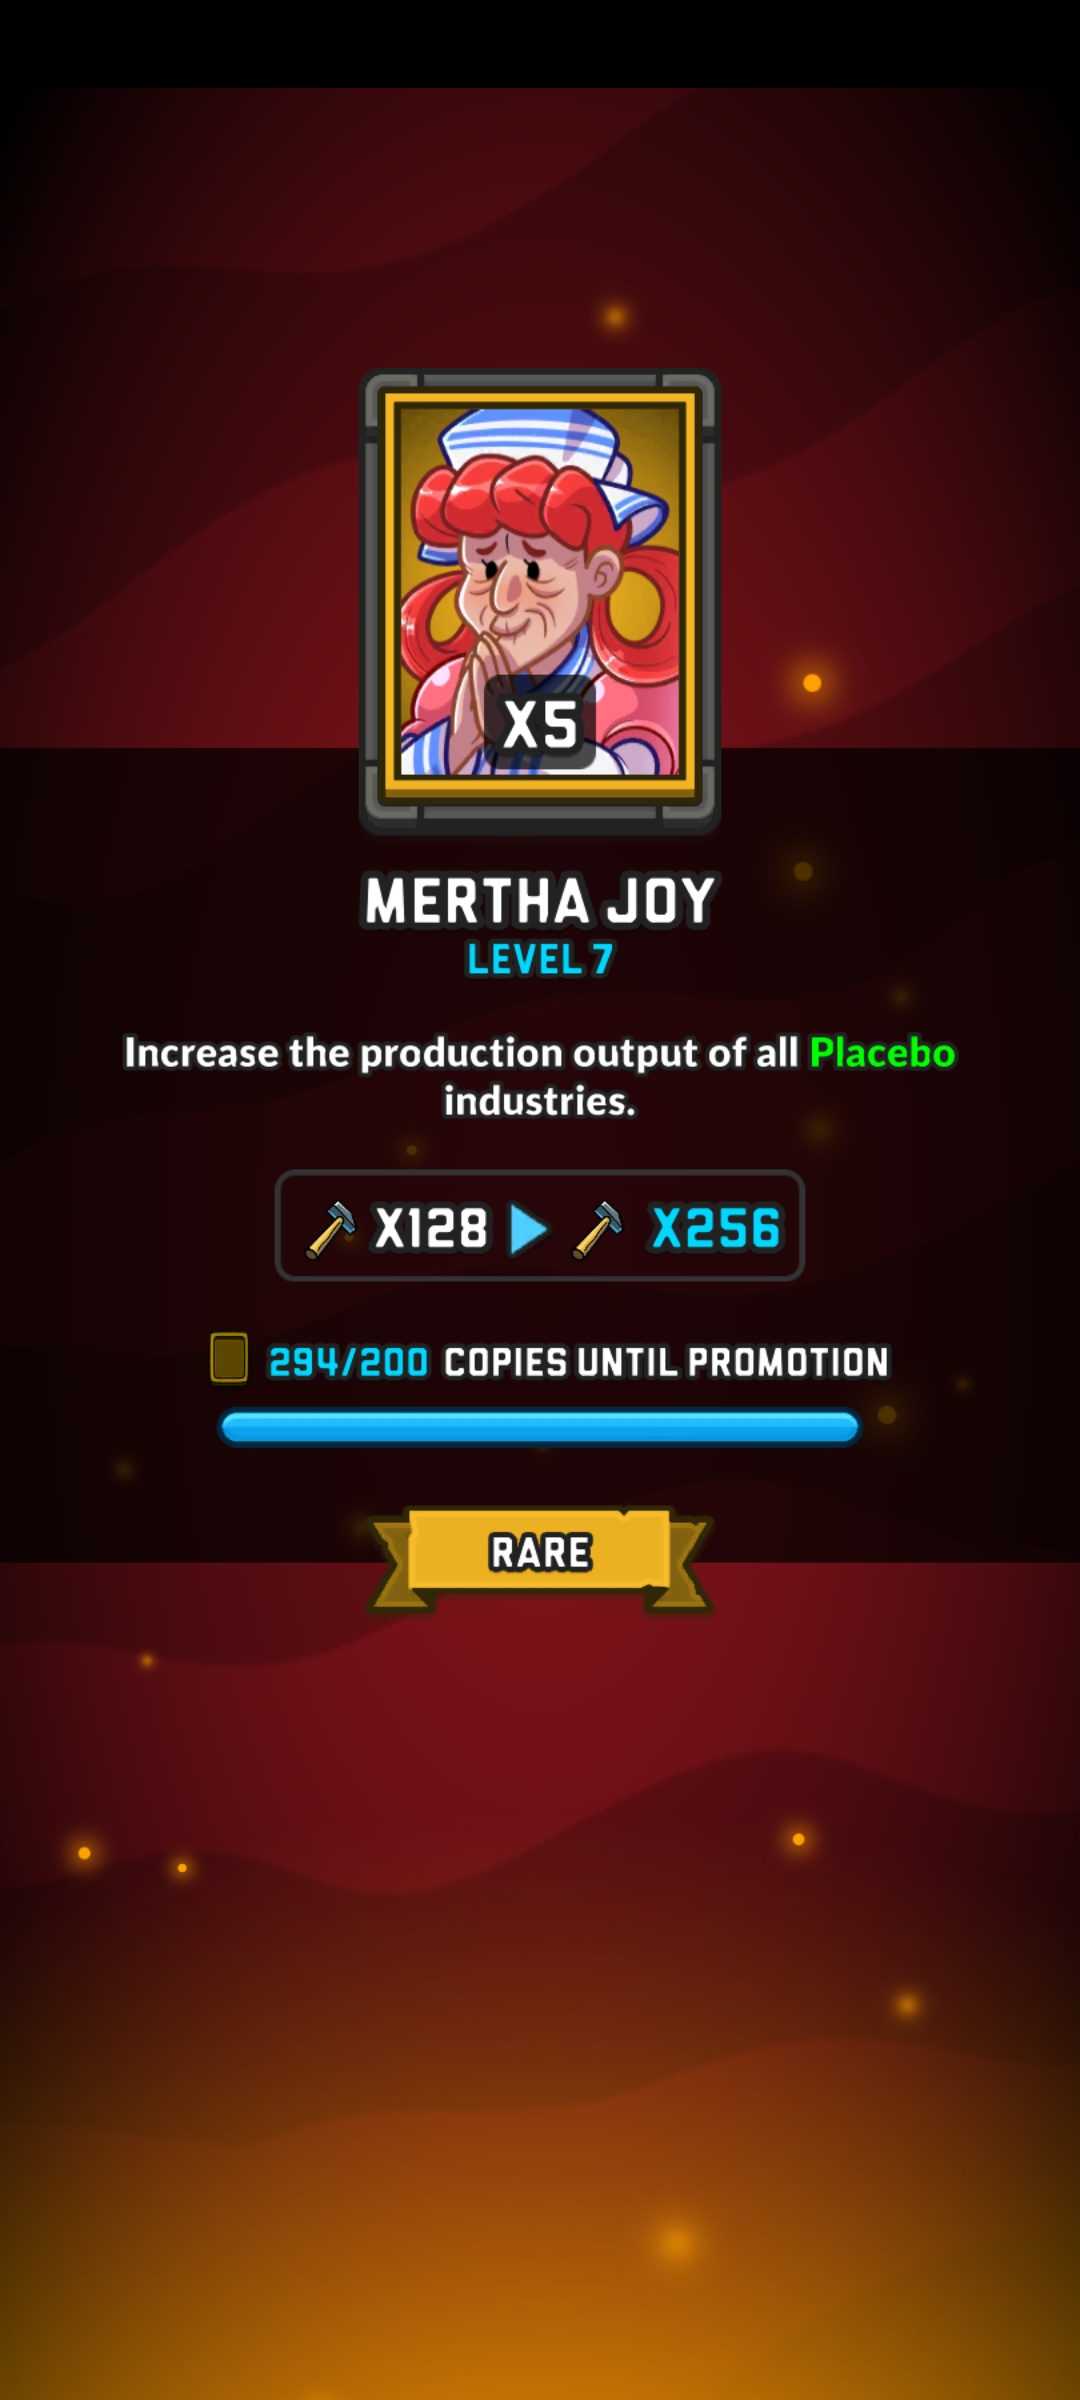 X5
MERTHA JOY
LEVEL 7
Increase the production output of all Placebo
industries.
X128 X256
294/200 COPIES UNTIL PROMOTION
RARE